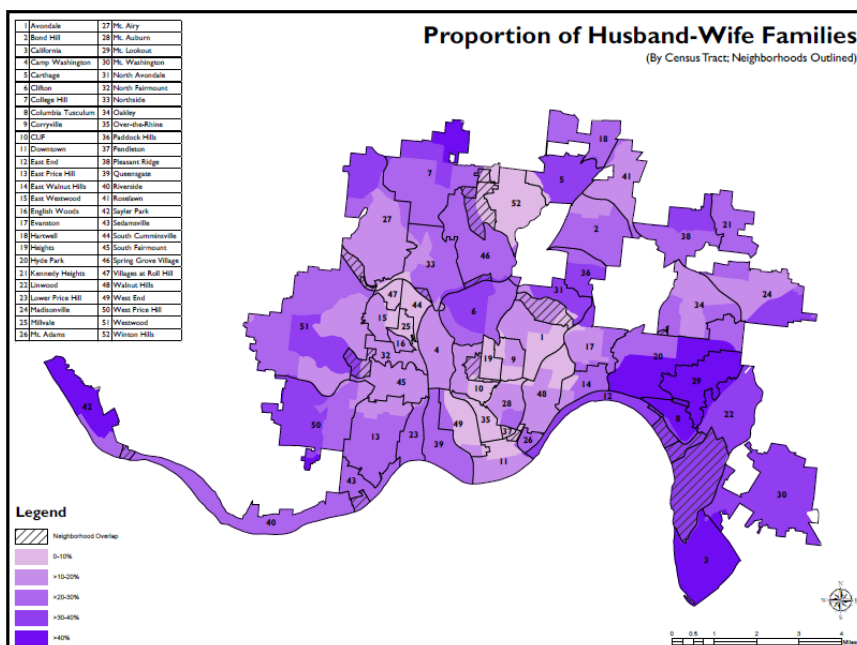 Proportion of Husband-Wife Families
(By Census Tract; Neighborhoods Outlined)
1 Avondale 27 Mt. Airy
2 Bond Hill 28 Mt. Auburn
3 California 29 Mt. Lookout
4 Camp Washington 30 Mt. Washington
5 Carthage 31 North Avondale
6 Clifton 32 North Fairmount
7 College Hill 33 Northside
8 Columbia Tusculum 34 Oakley
9 Corryville 35 Over-the-Rhine
10 CUF 36 Paddock Hills
11 Downtown 37 Pendleton
12 East End 38 Pleasant Ridge
13 East Price Hill 39 Queensgate
14 East Walnut Hills 40 Riverside
15 East Westwood 41 Roselawn
16 English Woods 42 Sayler Park
17 Evanston 43 Sedamsville
18 Hartwell 44 South Cumminsville
19 Heights 45 South Fairmount
20 Hyde Park 46 Spring Grove Village
21 Kennedy Heights 47 Villages at Roll Hill
22 Linwood 48 Walnut Hills
23 Lower Price Hill 49 West End
24 Madisonville 50 West Price Hill
25 Millvale 51 Westwood
26 Mt. Adams 52 Winton Hills
18
7
5
41
52
27
2
21
38
33
46
36
31
24
47
44
34
15
6
51
25
1
16
17
4
32
19
9
20
29
45
10
48
14
12
42
28
8
22
50
49
35
13
23
39
37
26
11
43
30
40
3
Legend
Neighborhood Overlap
0-10%
>10-20%
>20-30%
>30-40%
>40%
N
W
E
S
0 0.5 1 2 3 4
Miles